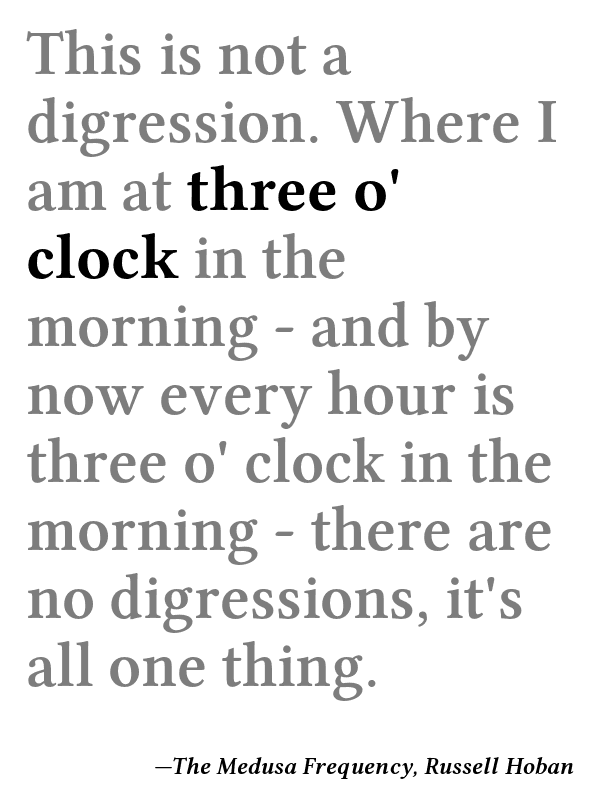 This is not a
digression. Where I
am at three o'
clock in the
morning - and by
now every hour is
three o' clock in the
morning - there are
no digressions, it's
all one thing.
—The Medusa Frequency, Russell Hoban